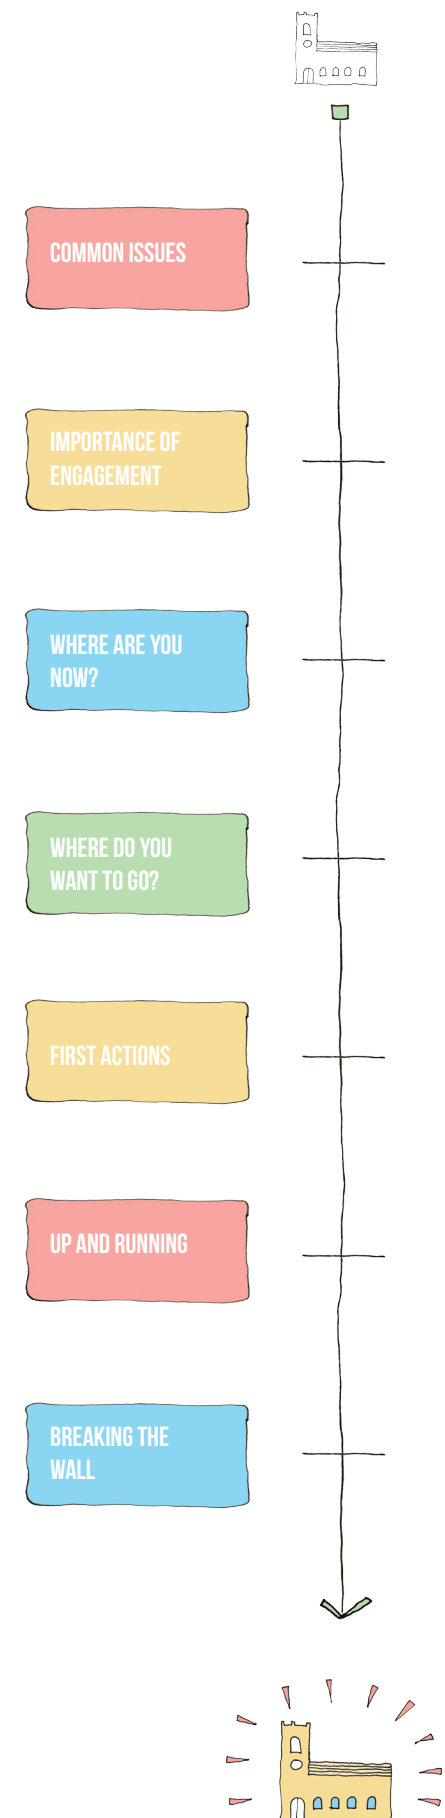 COMMON ISSUES
IMPORTANCE OF
ENGAGEMENT
WHERE ARE YOU
NOW?
WHERE DO YOU
WANT TO GO?
FIRST ACTIONS
UP AND RUNNING
BREAKING THE
WALL